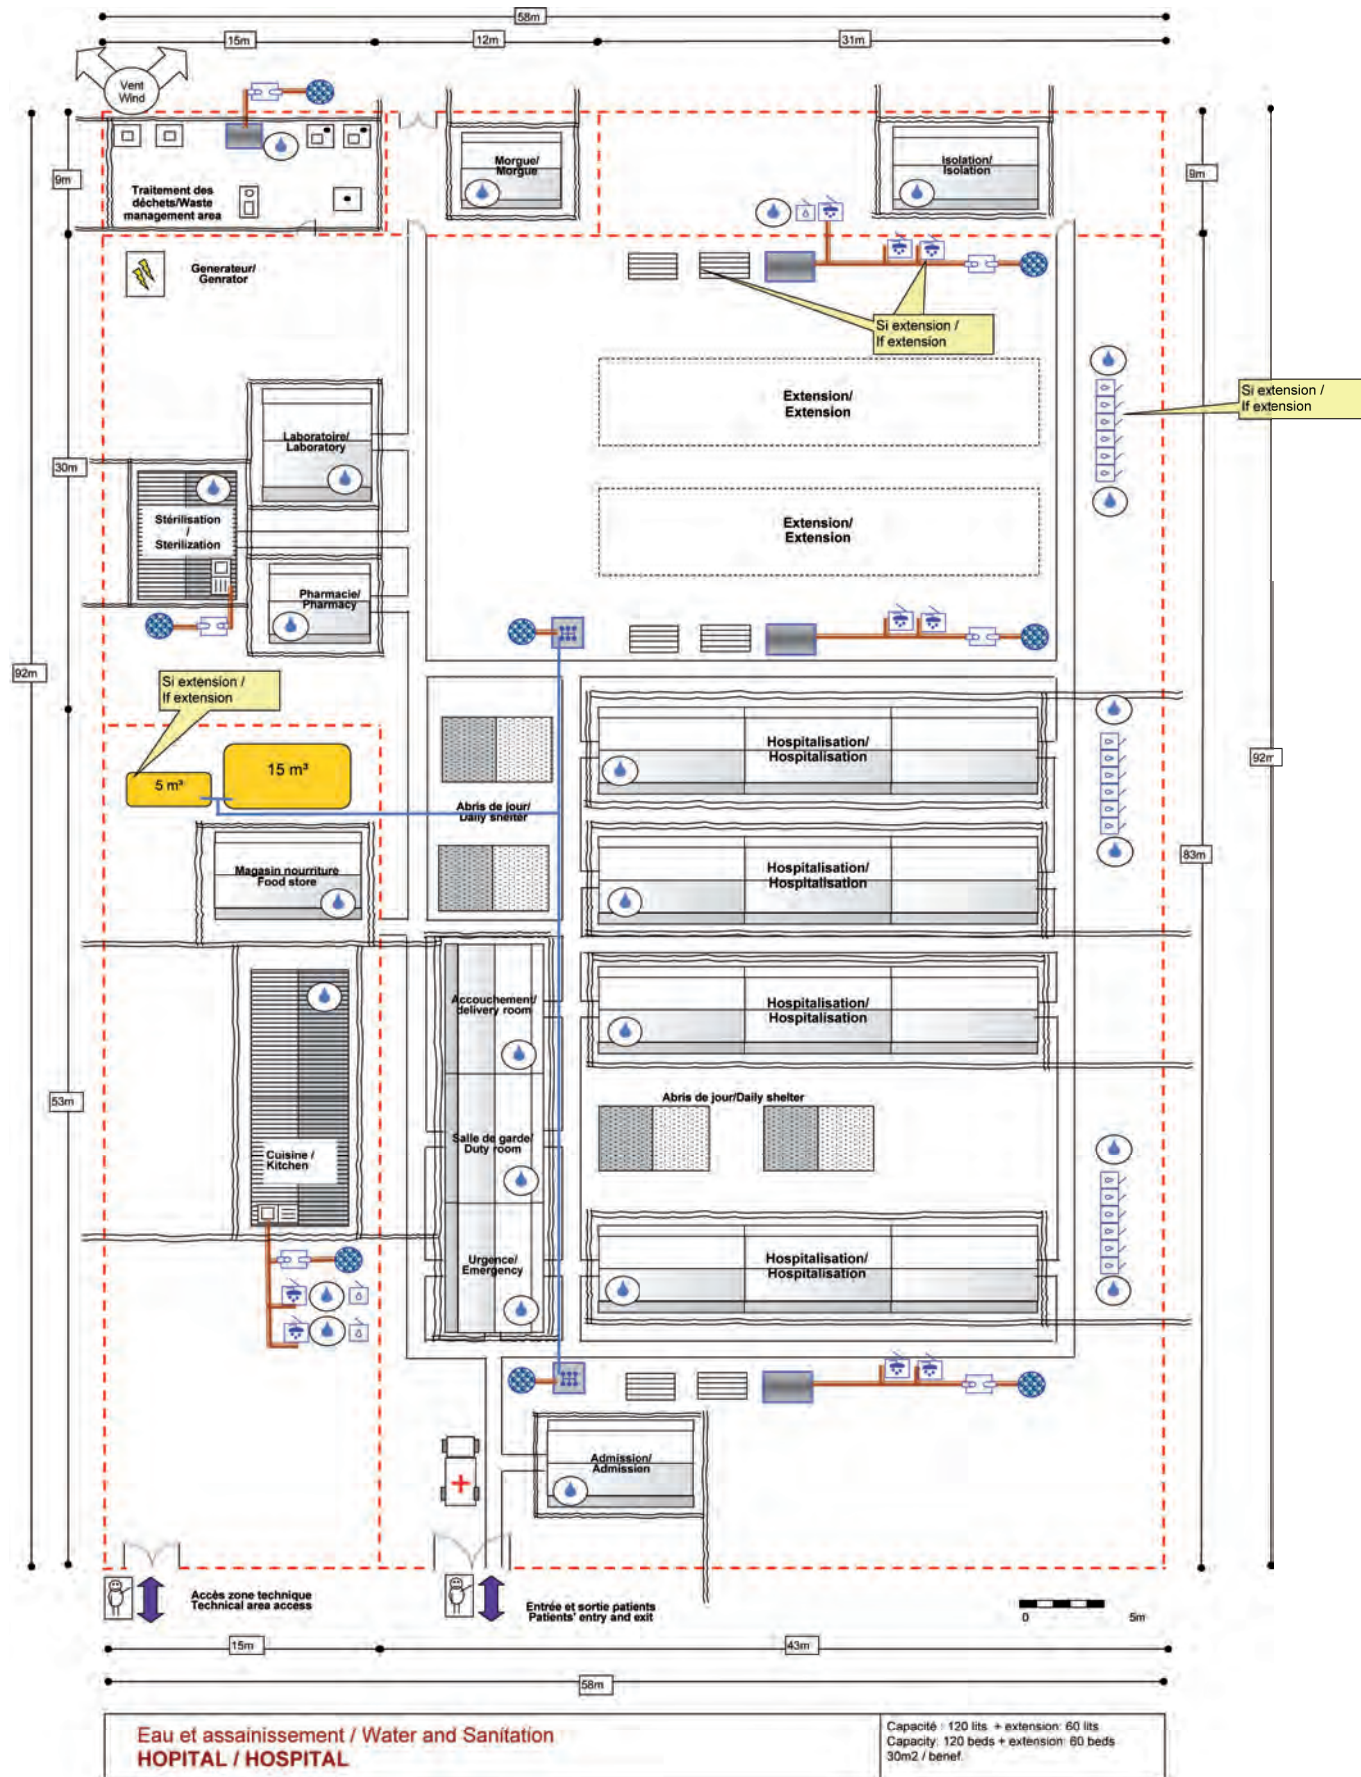 58m
15m
12m
31m
Vent
Wind
9m
Traitement des
déchets/Waste
management area
Morgue/
Morgue
Isolation/
Isolation
9m
Generateur/
Genrator
Si extension /
If extension
Extension/
Extension
Si extension /
If extension
Laboratoire/
Laboratory
30m
Stérilisation
/
Sterilization
Extension/
Extension
Pharmacie/
Pharmacy
92m
Si extension /
If extension
15 m³
5 m³
Hospitalisation/
Hospitalisation
92m
Abris de jour/
Daily shelter
83m
Magasin nourriture
Food store
Hospitalisation/
Hospitalisation
Accouchement/
delivery room
Hospitalisation/
Hospitalisation
53m
Abris de jour/Daily shelter
Salle de garde/
Duty room
Cuisine /
Kitchen
Urgence/
Emergency
Hospitalisation/
Hospitalisation
Admission/
Admission
Accès zone technique
Technical area access
Entrée et sortie patients
Patients' entry and exit
0 5m
15m
43m
58m
Eau et assainissement / Water and Sanitation
HOPITAL / HOSPITAL
Capacité : 120 lits + extension: 60 lits
Capacity: 120 beds + extension: 60 beds
30m2 / benef.